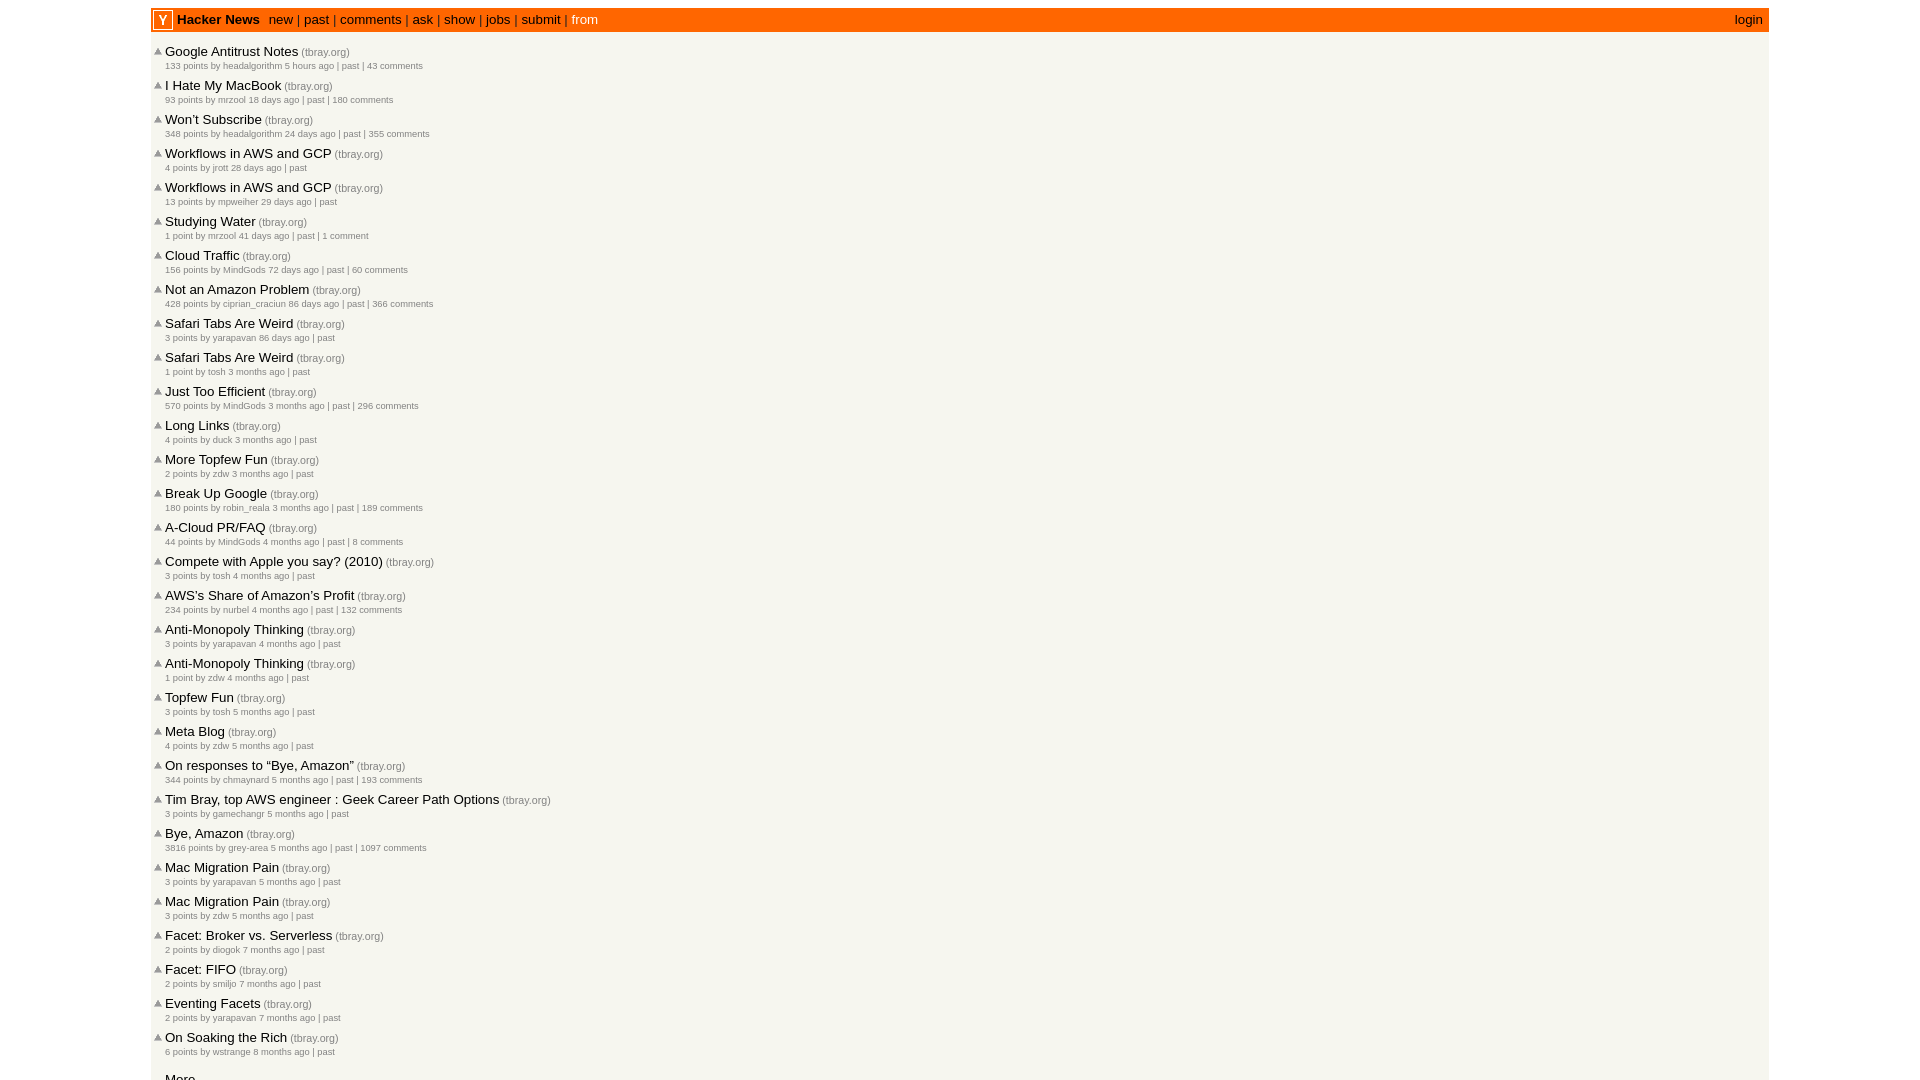 Y Hacker News new | past | comments | ask | show | jobs | submit | from login
Google Antitrust Notes (tbray.org)
133 points by headalgorithm 5 hours ago | past | 43 comments
I Hate My MacBook (tbray.org)
93 points by mrzool 18 days ago | past | 180 comments
Won’t Subscribe (tbray.org)
348 points by headalgorithm 24 days ago | past | 355 comments
Workflows in AWS and GCP (tbray.org)
4 points by jrott 28 days ago | past
Workflows in AWS and GCP (tbray.org)
13 points by mpweiher 29 days ago | past
Studying Water (tbray.org)
1 point by mrzool 41 days ago | past | 1 comment
Cloud Traffic (tbray.org)
156 points by MindGods 72 days ago | past | 60 comments
Not an Amazon Problem (tbray.org)
428 points by ciprian_craciun 86 days ago | past | 366 comments
Safari Tabs Are Weird (tbray.org)
3 points by yarapavan 86 days ago | past
Safari Tabs Are Weird (tbray.org)
1 point by tosh 3 months ago | past
Just Too Efficient (tbray.org)
570 points by MindGods 3 months ago | past | 296 comments
Long Links (tbray.org)
4 points by duck 3 months ago | past
More Topfew Fun (tbray.org)
2 points by zdw 3 months ago | past
Break Up Google (tbray.org)
180 points by robin_reala 3 months ago | past | 189 comments
A-Cloud PR/FAQ (tbray.org)
44 points by MindGods 4 months ago | past | 8 comments
Compete with Apple you say? (2010) (tbray.org)
3 points by tosh 4 months ago | past
AWS’s Share of Amazon’s Profit (tbray.org)
234 points by nurbel 4 months ago | past | 132 comments
Anti-Monopoly Thinking (tbray.org)
3 points by yarapavan 4 months ago | past
Anti-Monopoly Thinking (tbray.org)
1 point by zdw 4 months ago | past
Topfew Fun (tbray.org)
3 points by tosh 5 months ago | past
Meta Blog (tbray.org)
4 points by zdw 5 months ago | past
On responses to “Bye, Amazon” (tbray.org)
344 points by chmaynard 5 months ago | past | 193 comments
Tim Bray, top AWS engineer : Geek Career Path Options (tbray.org)
3 points by gamechangr 5 months ago | past
Bye, Amazon (tbray.org)
3816 points by grey-area 5 months ago | past | 1097 comments
Mac Migration Pain (tbray.org)
3 points by yarapavan 5 months ago | past
Mac Migration Pain (tbray.org)
3 points by zdw 5 months ago | past
Facet: Broker vs. Serverless (tbray.org)
2 points by diogok 7 months ago | past
Facet: FIFO (tbray.org)
2 points by smiljo 7 months ago | past
Eventing Facets (tbray.org)
2 points by yarapavan 7 months ago | past
On Soaking the Rich (tbray.org)
6 points by wstrange 8 months ago | past
More